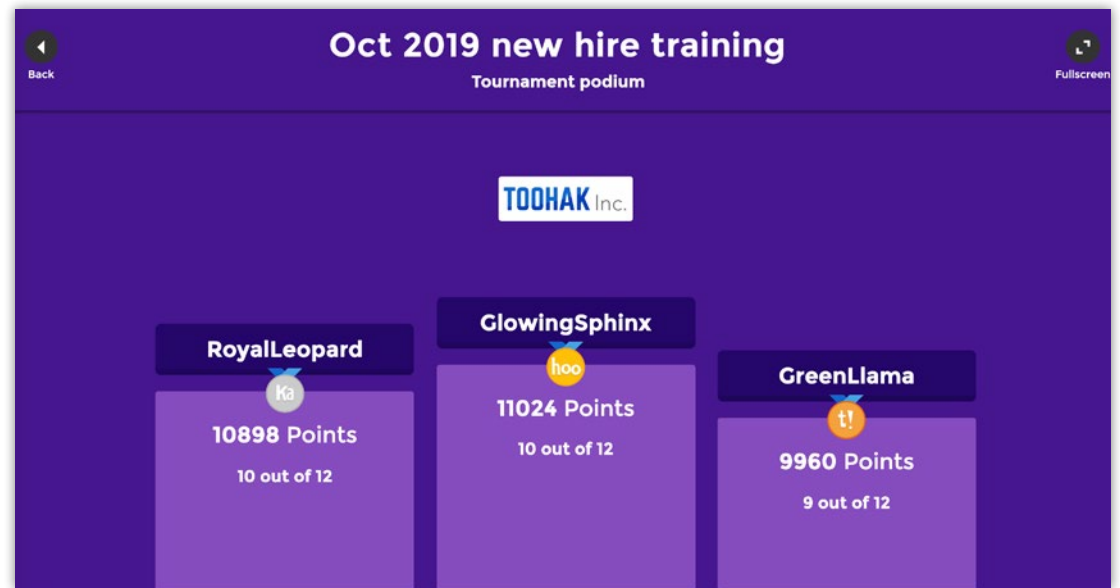 Oct 2019 new hire training
Back
Tournament podium
Fullscreen
TOOHAK Inc.
RoyalLeopard
Ka
10898 Points
10 out of 12
GlowingSphinx
hoo
11024 Points
10 out of 12
GreenLlama
t!
9960 Points
9 out of 12